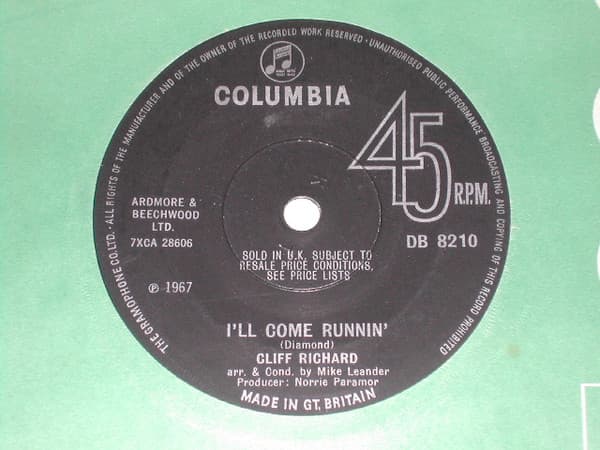 THE GRAMOPHONE CO. LTD. · ALL RIGHTS OF THE MANUFACTURER AND OF THE OWNER OF THE RECORDED WORK RESERVED · UNAUTHORISED PUBLIC PERFORMANCE BROADCASTING AND COPYING OF THIS RECORD PROHIBITED
COLUMBIA
45
R.P.M.
ARDMORE &
BEECHWOOD
LTD.
7XCA 28606
DB 8210
SOLD IN U.K. SUBJECT TO
RESALE PRICE CONDITIONS,
SEE PRICE LISTS
℗ 1967
I'LL COME RUNNIN'
(Diamond)
CLIFF RICHARD
arr. & Cond. by Mike Leander
Producer: Norrie Paramor
MADE IN GT. BRITAIN